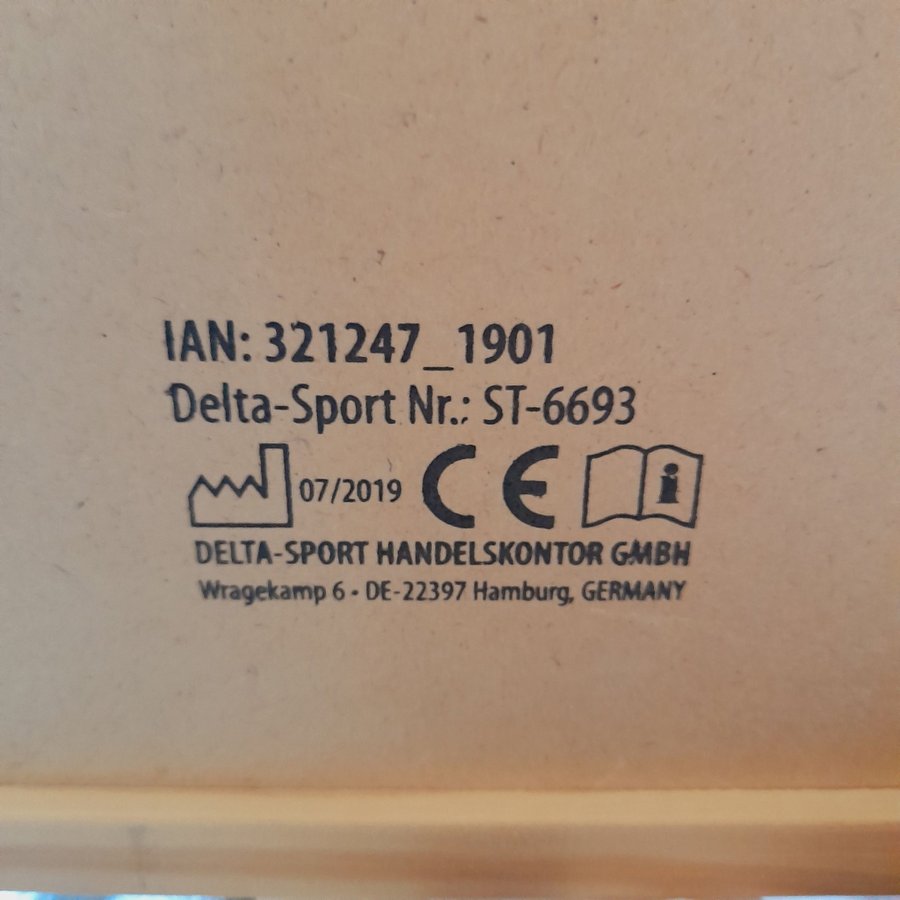 IAN: 321247_1901
Delta-Sport Nr.: ST-6693
07/2019 CE i
DELTA-SPORT HANDELSKONTOR GMBH
Wragekamp 6 • DE-22397 Hamburg, GERMANY